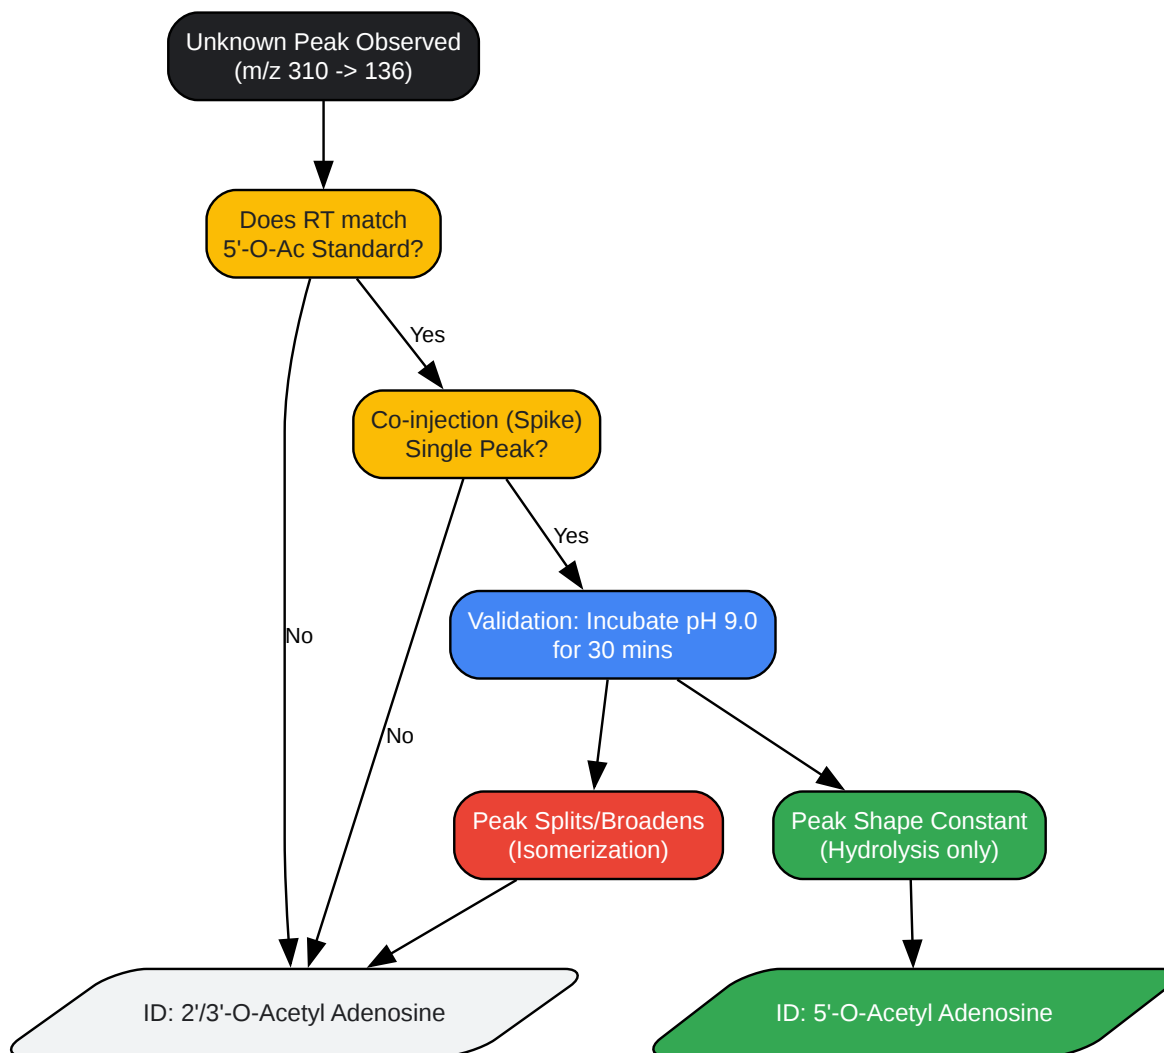 Unknown Peak Observed
(m/z 310 -> 136)
Does RT match
5'-O-Ac Standard?
Yes
Co-injection (Spike)
Single Peak?
Yes
Validation: Incubate pH 9.0
for 30 mins
No
No
Peak Splits/Broadens
(Isomerization)
Peak Shape Constant
(Hydrolysis only)
ID: 2'/3'-O-Acetyl Adenosine
ID: 5'-O-Acetyl Adenosine